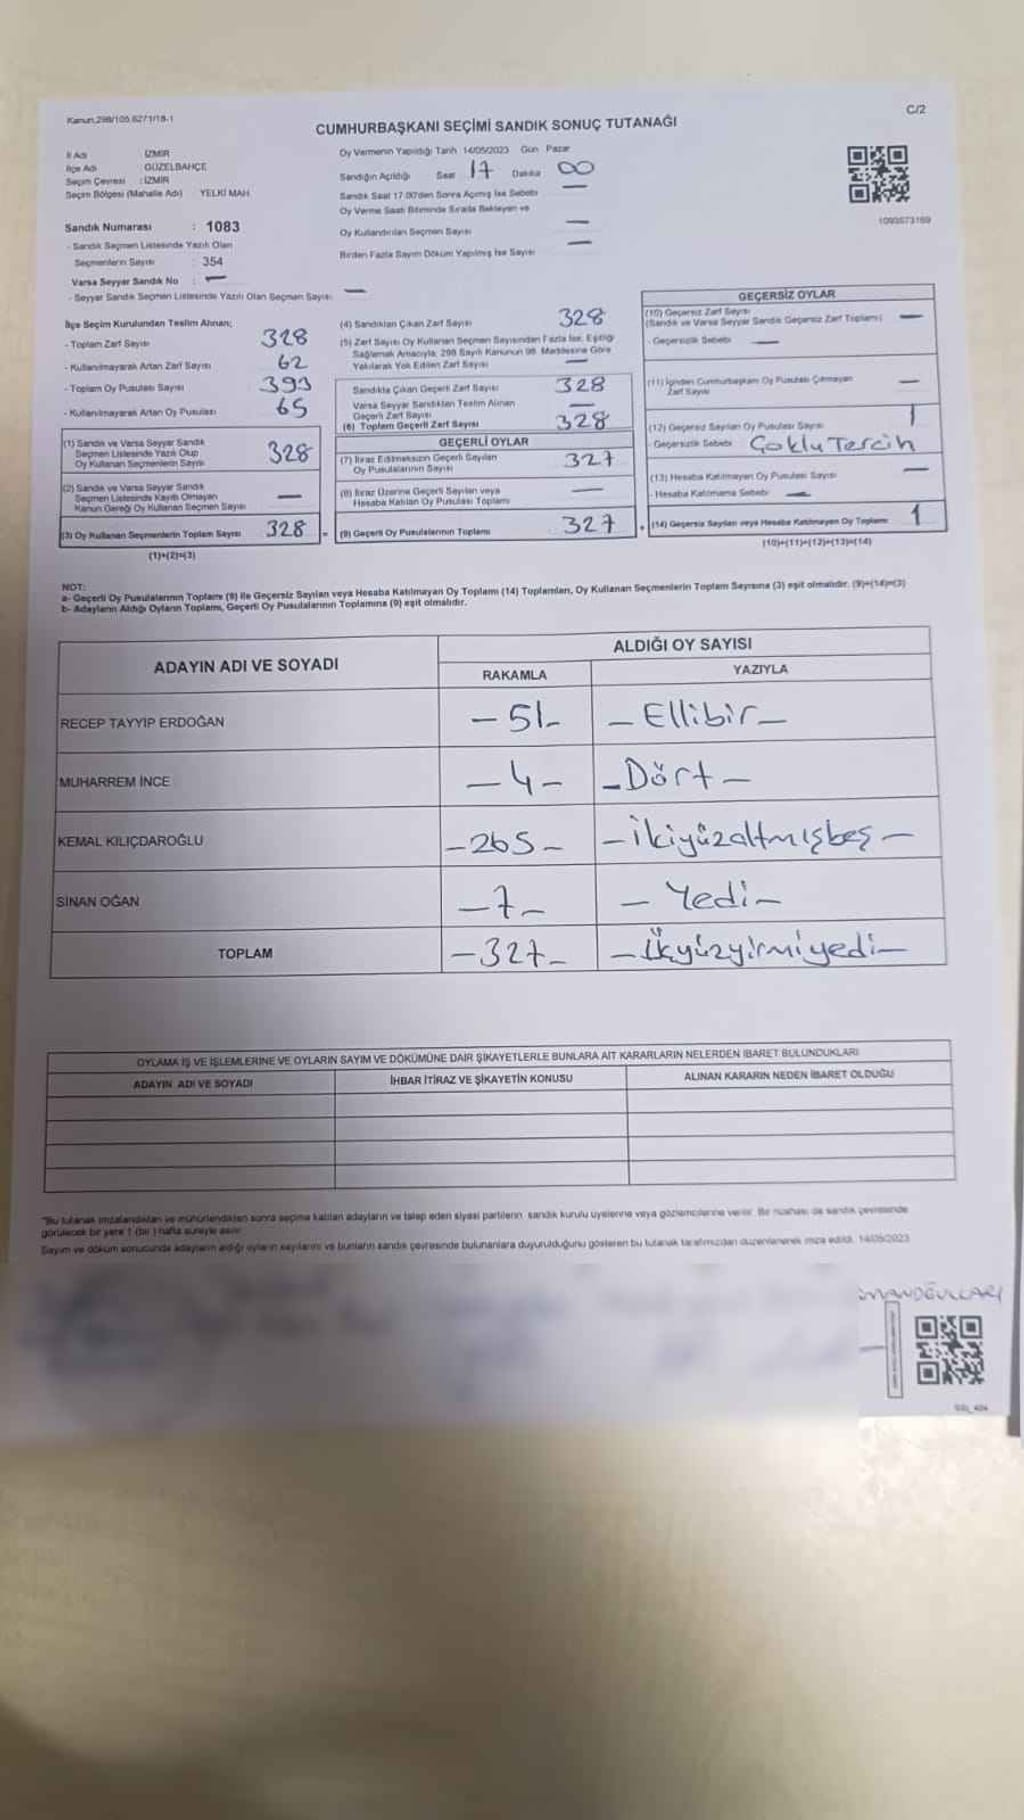 Kanun,298/105,6271/18-1
C/2
CUMHURBAŞKANI SEÇİMİ SANDIK SONUÇ TUTANAĞI
İl Adı : İZMİR
İlçe Adı : GÜZELBAHÇE
Seçim Çevresi : İZMİR
Seçim Bölgesi (Mahalle Adı) YELKİ MAH
Sandık Numarası : 1083
- Sandık Seçmen Listesinde Yazılı Olan
Seçmenlerin Sayısı : 354
Varsa Seyyar Sandık No : —
- Seyyar Sandık Seçmen Listesinde Yazılı Olan Seçmen Sayısı —
Oy Vermenin Yapıldığı Tarih 14/05/2023 Gün Pazar
Sandığın Açıldığı Saat 17 Dakika 00
Sandık Saat 17.00'den Sonra Açılmış İse Sebebi —
Oy Verme Saati Bitiminde Sırada Bekleyen ve
Oy Kullandırılan Seçmen Sayısı —
Birden Fazla Sayım Döküm Yapılmış İse Sayısı —
1093573169
İlçe Seçim Kurulundan Teslim Alınan;
- Toplam Zarf Sayısı 328
- Kullanılmayarak Artan Zarf Sayısı 62
- Toplam Oy Pusulası Sayısı 393
- Kullanılmayarak Artan Oy Pusulası 65
(1) Sandık ve Varsa Seyyar Sandık
Seçmen Listesinde Yazılı Olup
Oy Kullanan Seçmenlerin Sayısı 328
(2) Sandık ve Varsa Seyyar Sandık
Seçmen Listesinde Kayıtlı Olmayan
Kanun Gereği Oy Kullanan Seçmen Sayısı —
(3) Oy Kullanan Seçmenlerin Toplam Sayısı 328
(1)+(2)=(3)
(4) Sandıktan Çıkan Zarf Sayısı 328
(5) Zarf Sayısı Oy Kullanan Seçmen Sayısından Fazla İse, Eşitliği
Sağlamak Amacıyla, 298 Sayılı Kanunun 98. Maddesine Göre
Yakılarak Yok Edilen Zarf Sayısı —
Sandıkta Çıkan Geçerli Zarf Sayısı 328
Varsa Seyyar Sandıktan Teslim Alınan
Geçerli Zarf Sayısı —
(6) Toplam Geçerli Zarf Sayısı 328
GEÇERLİ OYLAR
(7) İtiraz Edilmeksizin Geçerli Sayılan
Oy Pusulalarının Sayısı 327
(8) İtiraz Üzerine Geçerli Sayılan veya
Hesaba Katılan Oy Pusulası Toplamı —
= (9) Geçerli Oy Pusulalarının Toplamı 327
GEÇERSİZ OYLAR
(10) Geçersiz Zarf Sayısı
(Sandık ve Varsa Seyyar Sandık Geçersiz Zarf Toplamı) —
- Geçersizlik Sebebi —
(11) İçinden Cumhurbaşkanı Oy Pusulası Çıkmayan
Zarf Sayısı —
(12) Geçersiz Sayılan Oy Pusulası Sayısı 1
- Geçersizlik Sebebi Çoklu Tercih
(13) Hesaba Katılmayan Oy Pusulası Sayısı —
- Hesaba Katılmama Sebebi —
+ (14) Geçersiz Sayılan veya Hesaba Katılmayan Oy Toplamı 1
(10)+(11)+(12)+(13)=(14)
NOT:
a- Geçerli Oy Pusulalarının Toplamı (9) ile Geçersiz Sayılan veya Hesaba Katılmayan Oy Toplamı (14) Toplamları, Oy Kullanan Seçmenlerin Toplam Sayısına (3) eşit olmalıdır. (9)+(14)=(3)
b- Adayların Aldığı Oyların Toplamı, Geçerli Oy Pusulalarının Toplamına (9) eşit olmalıdır.
ADAYIN ADI VE SOYADI
ALDIĞI OY SAYISI
RAKAMLA YAZIYLA
RECEP TAYYIP ERDOĞAN — 51 — — Ellibir —
MUHARREM İNCE — 4 — — Dört —
KEMAL KILIÇDAROĞLU — 265 — — ikiyüzaltmışbeş —
SİNAN OĞAN — 7 — — Yedi —
TOPLAM — 327 — — Üçyüzyirmiyedi —
OYLAMA İŞ VE İŞLEMLERİNE VE OYLARIN SAYIM VE DÖKÜMÜNE DAİR ŞİKAYETLERLE BUNLARA AİT KARARLARIN NELERDEN İBARET BULUNDUKLARI
ADAYIN ADI VE SOYADI İHBAR İTİRAZ VE ŞİKAYETİN KONUSU ALINAN KARARIN NEDEN İBARET OLDUĞU
"Bu tutanak imzalandıktan ve mühürlendikten sonra seçime katılan adayların ve talep eden siyasi partilerin sandık kurulu üyelerine veya gözlemcilerine verilir. Bir nüshası da sandık çevresinde
görülecek bir yere 1 (bir) hafta süreyle asılır.
Sayım ve döküm sonucunda adayların aldığı oyların sayılarını ve bunların sandık çevresinde bulunanlara duyurulduğunu gösteren bu tutanak tarafımızdan düzenlenerek imza edildi. 14/05/2023